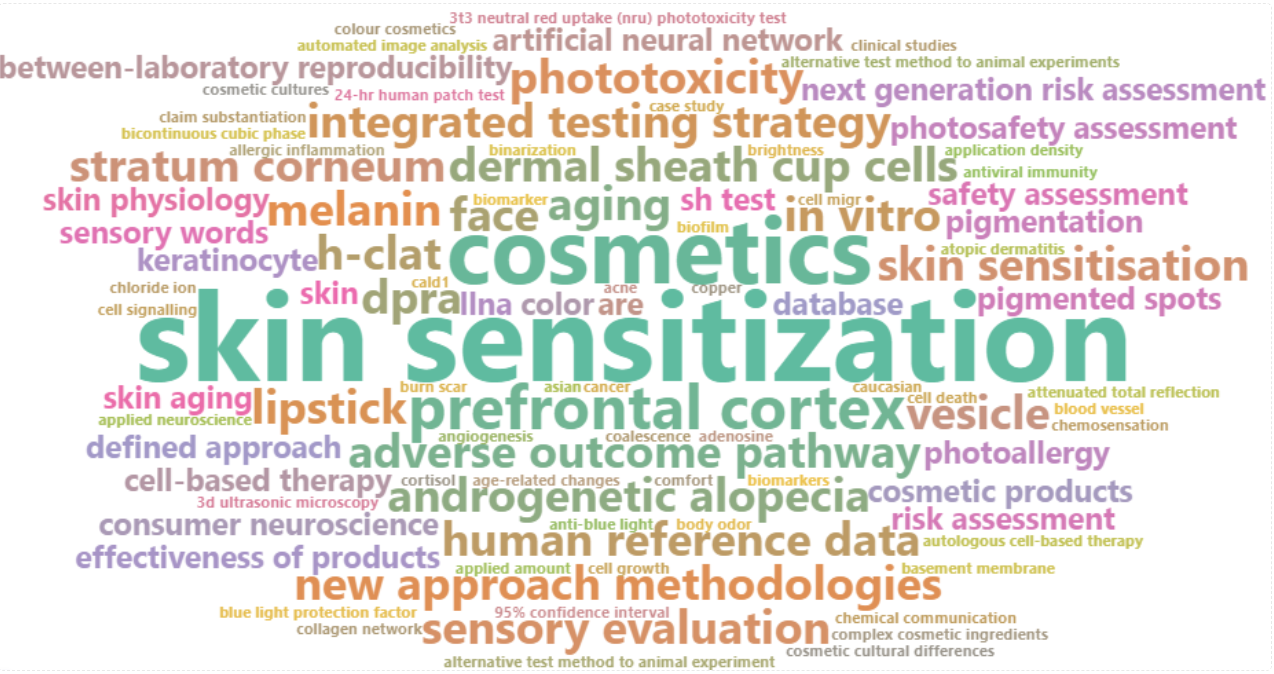 3t3 neutral red uptake (nru) phototoxicity test
colour cosmetics
automated image analysis
artificial neural network
clinical studies
between-laboratory reproducibility
phototoxicity
alternative test method to animal experiments
cosmetic cultures
24-hr human patch test
next generation risk assessment
case study
claim substantiation
bicontinuous cubic phase
integrated testing strategy
photosafety assessment
allergic inflammation
binarization
brightness
application density
stratum corneum
dermal sheath cup cells
antiviral immunity
skin physiology
melanin
biomarker
face
aging
sh test
cell migr
in vitro
safety assessment
pigmentation
sensory words
biofilm
keratinocyte
h-clat
cosmetics
atopic dermatitis
skin sensitisation
chloride ion
cell signalling
skin
cald1
dpra
llna
color
acne
are
copper
database
pigmented spots
skin sensitization
skin aging
burn scar
asian
cancer
caucasian
cell death
attenuated total reflection
applied neuroscience
lipstick
prefrontal cortex
vesicle
blood vessel
chemosensation
defined approach
angiogenesis
coalescence
adenosine
adverse outcome pathway
photoallergy
cell-based therapy
cortisol
age-related changes
comfort
biomarkers
3d ultrasonic microscopy
androgenetic alopecia
cosmetic products
consumer neuroscience
anti-blue light
body odor
risk assessment
effectiveness of products
human reference data
autologous cell-based therapy
applied amount
cell growth
basement membrane
new approach methodologies
blue light protection factor
95% confidence interval
chemical communication
collagen network
sensory evaluation
complex cosmetic ingredients
cosmetic cultural differences
alternative test method to animal experiment